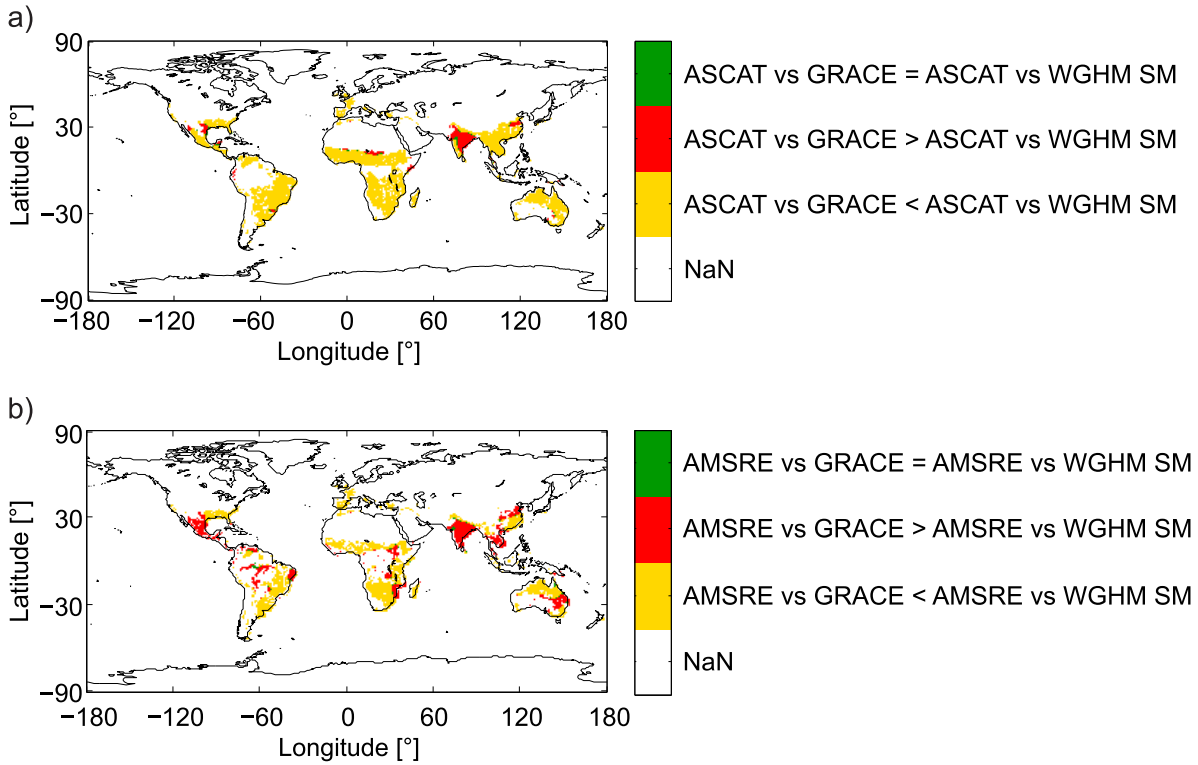 a)
90
30
−30
−90
Latitude [°]
−180 −120 −60 0 60 120 180
Longitude [°]
ASCAT vs GRACE = ASCAT vs WGHM SM
ASCAT vs GRACE > ASCAT vs WGHM SM
ASCAT vs GRACE < ASCAT vs WGHM SM
NaN
b)
90
30
−30
−90
Latitude [°]
−180 −120 −60 0 60 120 180
Longitude [°]
AMSRE vs GRACE = AMSRE vs WGHM SM
AMSRE vs GRACE > AMSRE vs WGHM SM
AMSRE vs GRACE < AMSRE vs WGHM SM
NaN